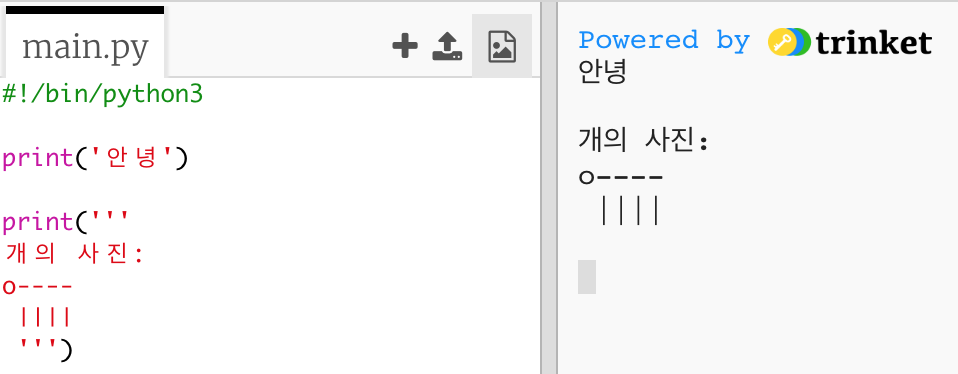 main.py
#!/bin/python3
print('안녕')
print('''
개의 사진:
o----
 ||||
 ''')
Powered by trinket
안녕
개의 사진:
o----
 ||||